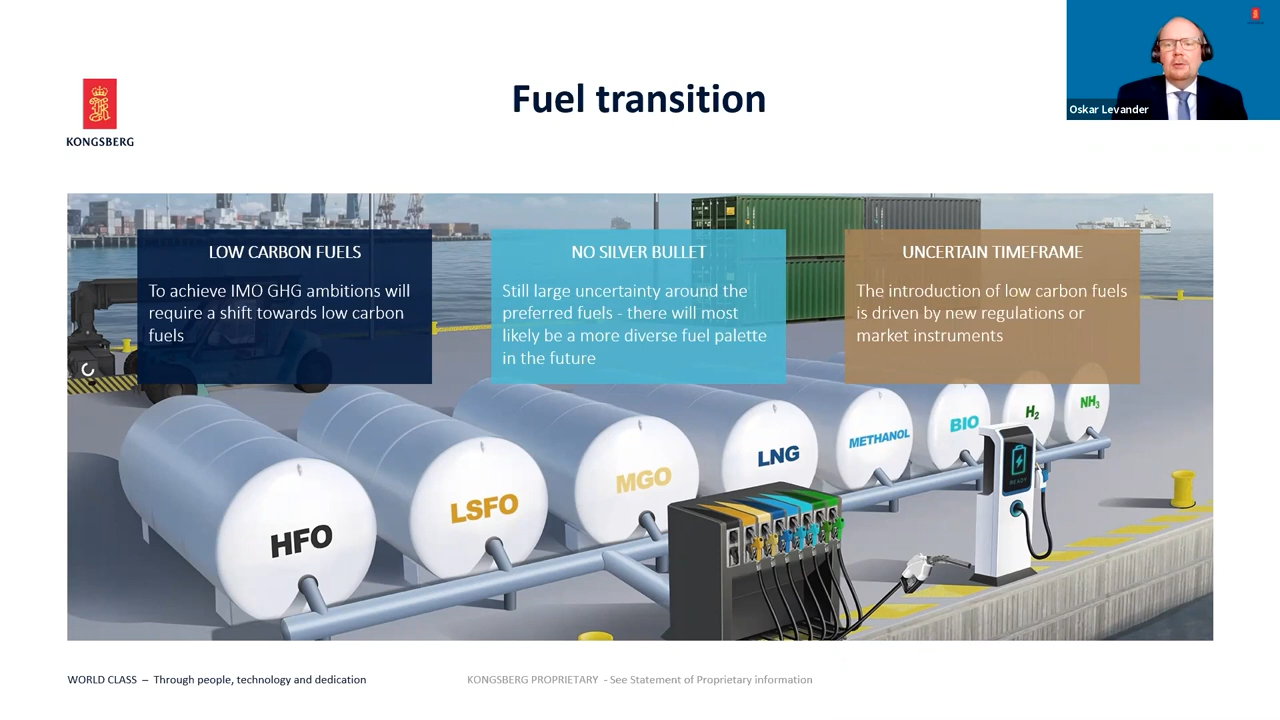 Fuel transition
Oskar Levander
KONGSBERG
LOW CARBON FUELS
To achieve IMO GHG ambitions will
require a shift towards low carbon
fuels
NO SILVER BULLET
Still large uncertainty around the
preferred fuels - there will most
likely be a more diverse fuel palette
in the future
UNCERTAIN TIMEFRAME
The introduction of low carbon fuels
is driven by new regulations or
market instruments
HFO
LSFO
MGO
LNG
METHANOL
BIO
H₂
NH₃
READY
WORLD CLASS – Through people, technology and dedication
KONGSBERG PROPRIETARY - See Statement of Proprietary information